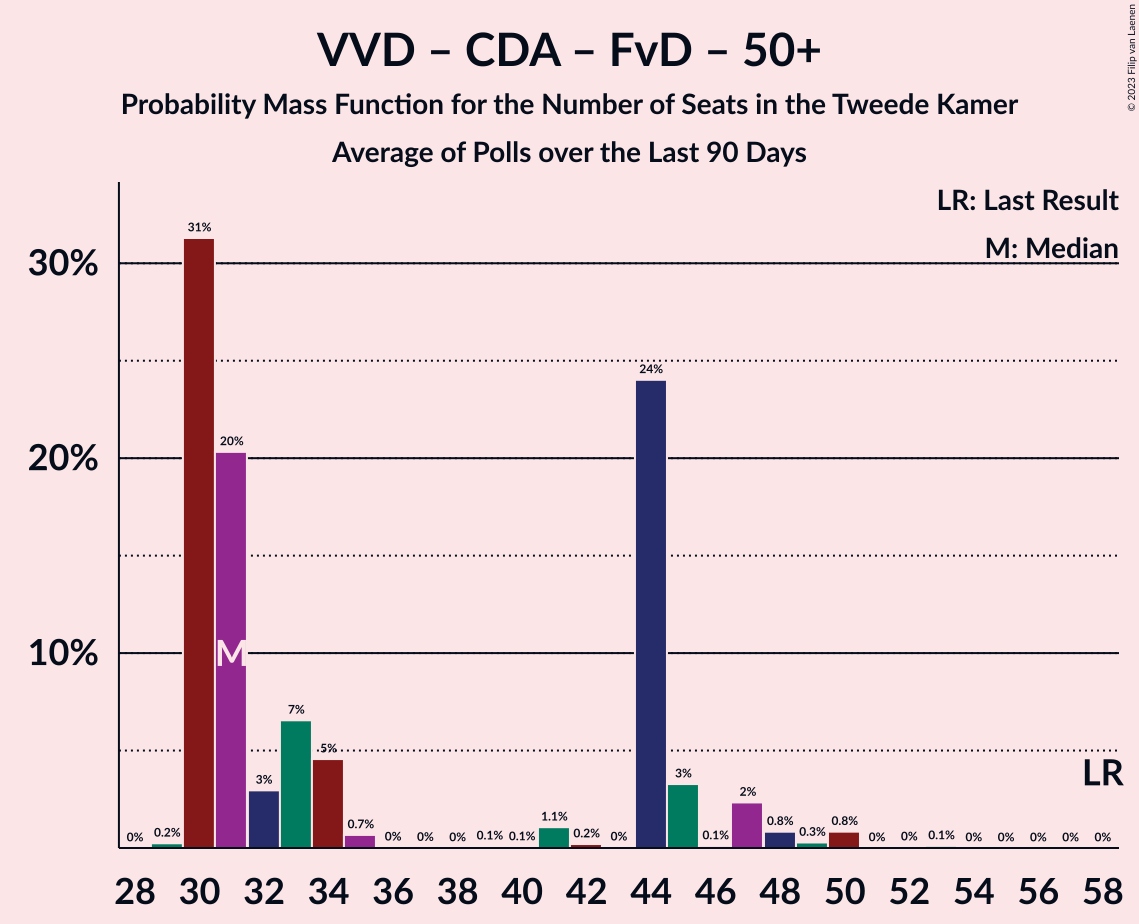 VVD – CDA – FvD – 50+
Probability Mass Function for the Number of Seats in the Tweede Kamer
Average of Polls over the Last 90 Days
© 2023 Filip van Laenen
LR: Last Result
M: Median
30%
20%
10%
0% 0.2% 31% 20% 3% 7% 5% 0.7% 0% 0% 0% 0.1% 0.1% 1.1% 0.2% 0% 24% 3% 0.1% 2% 0.8% 0.3% 0.8% 0% 0% 0.1% 0% 0% 0% 0% 0%
M
LR
28 30 32 34 36 38 40 42 44 46 48 50 52 54 56 58